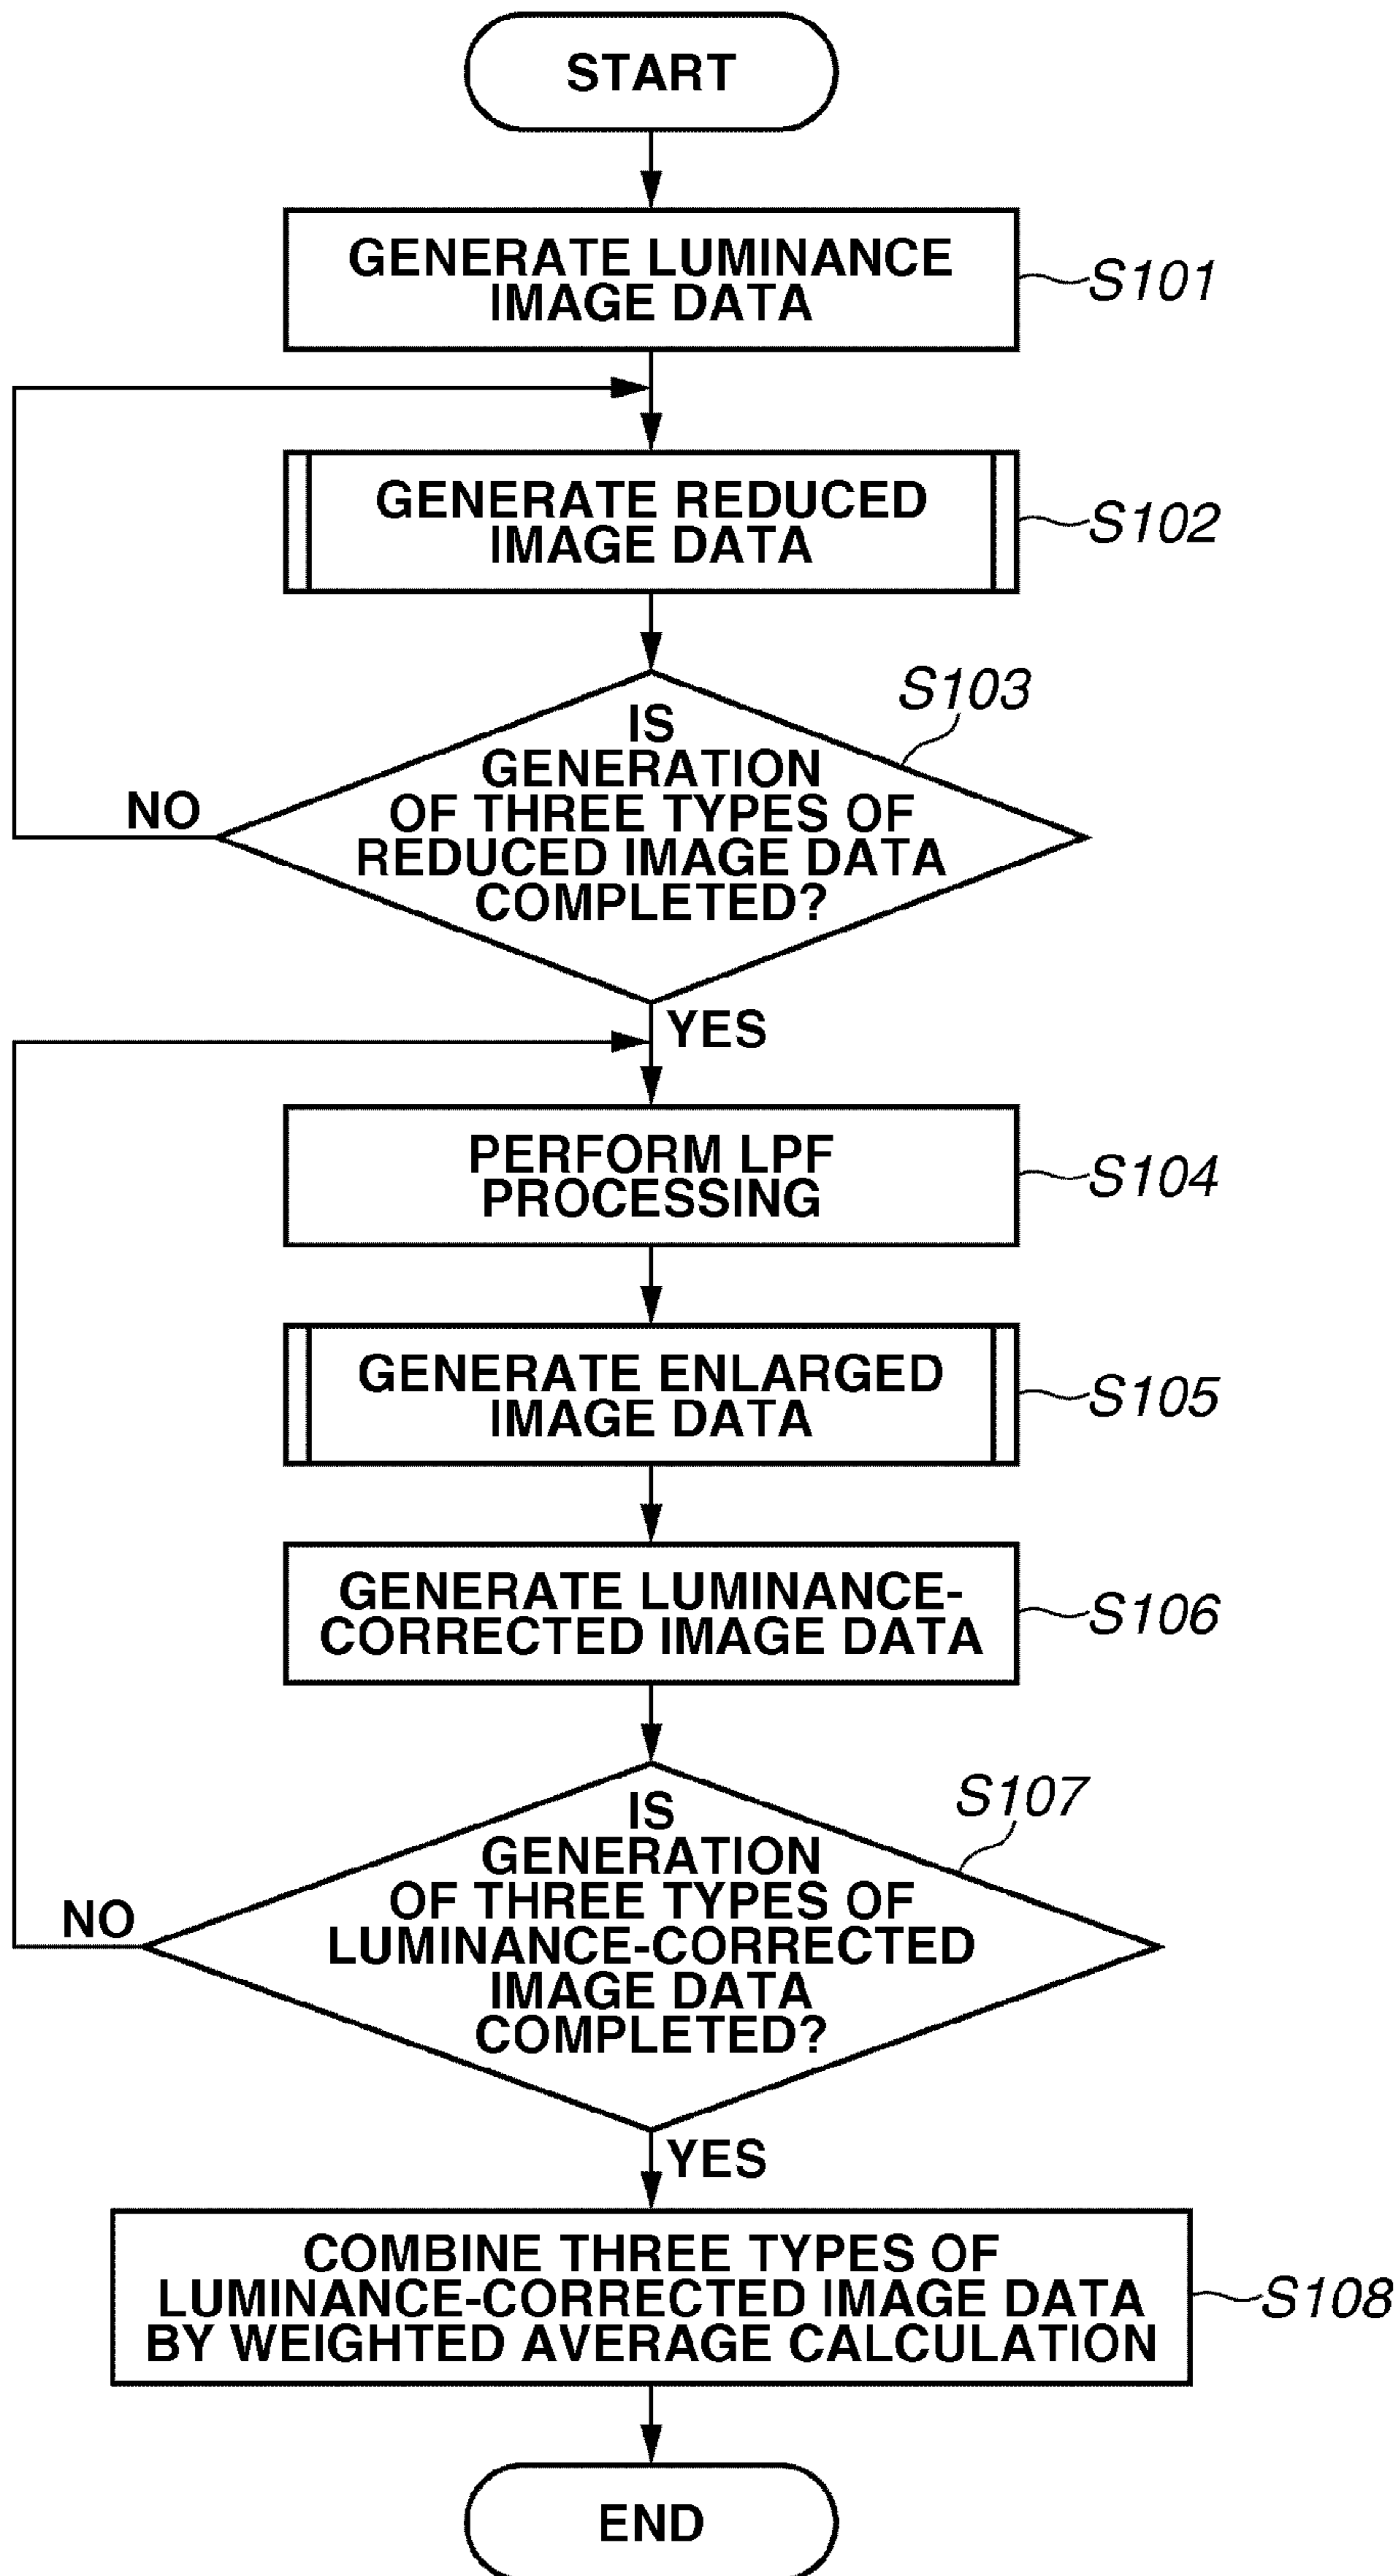 START
GENERATE LUMINANCE
IMAGE DATA
S101
GENERATE REDUCED
IMAGE DATA
S102
S103
IS
GENERATION
OF THREE TYPES OF
REDUCED IMAGE DATA
COMPLETED?
NO
YES
PERFORM LPF
PROCESSING
S104
GENERATE ENLARGED
IMAGE DATA
S105
GENERATE LUMINANCE-
CORRECTED IMAGE DATA
S106
S107
IS
GENERATION
OF THREE TYPES OF
LUMINANCE-CORRECTED
IMAGE DATA
COMPLETED?
NO
YES
COMBINE THREE TYPES OF
LUMINANCE-CORRECTED IMAGE DATA
BY WEIGHTED AVERAGE CALCULATION
S108
END